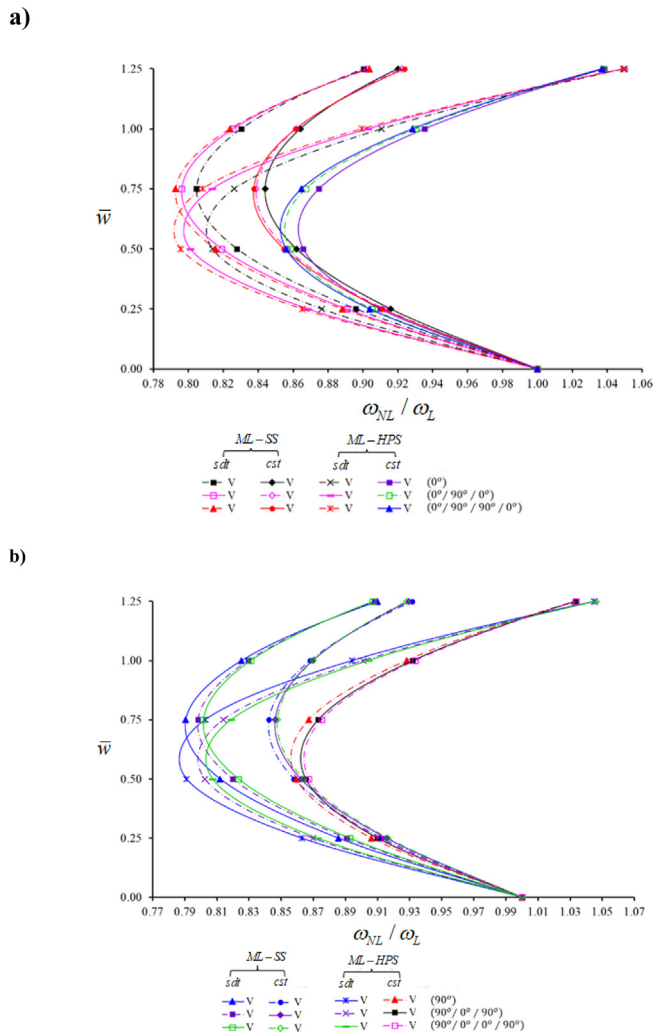 a)
1.25
1.00
0.75
w̅
0.50
0.25
0.00
0.78 0.80 0.82 0.84 0.86 0.88 0.90 0.92 0.94 0.96 0.98 1.00 1.02 1.04 1.06
ω_NL / ω_L
ML-SS ML-HPS
sdt cst sdt cst
V V V V (0°)
V V V V (0°/90°/0°)
V V V V (0°/90°/90°/0°)
b)
1.25
1.00
0.75
w̅
0.50
0.25
0.00
0.77 0.79 0.81 0.83 0.85 0.87 0.89 0.91 0.93 0.95 0.97 0.99 1.01 1.03 1.05 1.07
ω_NL / ω_L
ML-SS ML-HPS
sdt cst sdt cst
V V V V (90°)
V V V V (90°/0°/90°)
V V V V (90°/0°/0°/90°)